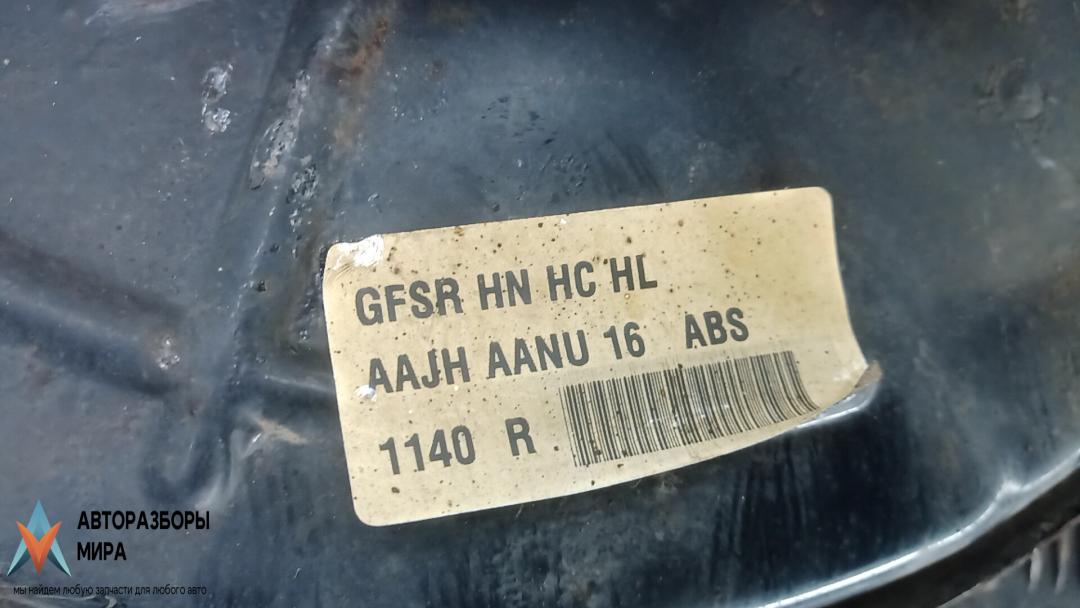 GFSR HN HC HL
AAJH AANU 16 ABS
1140 R
АВТОРАЗБОРЫ
МИРА
мы найдем любую запчасти для любого авто